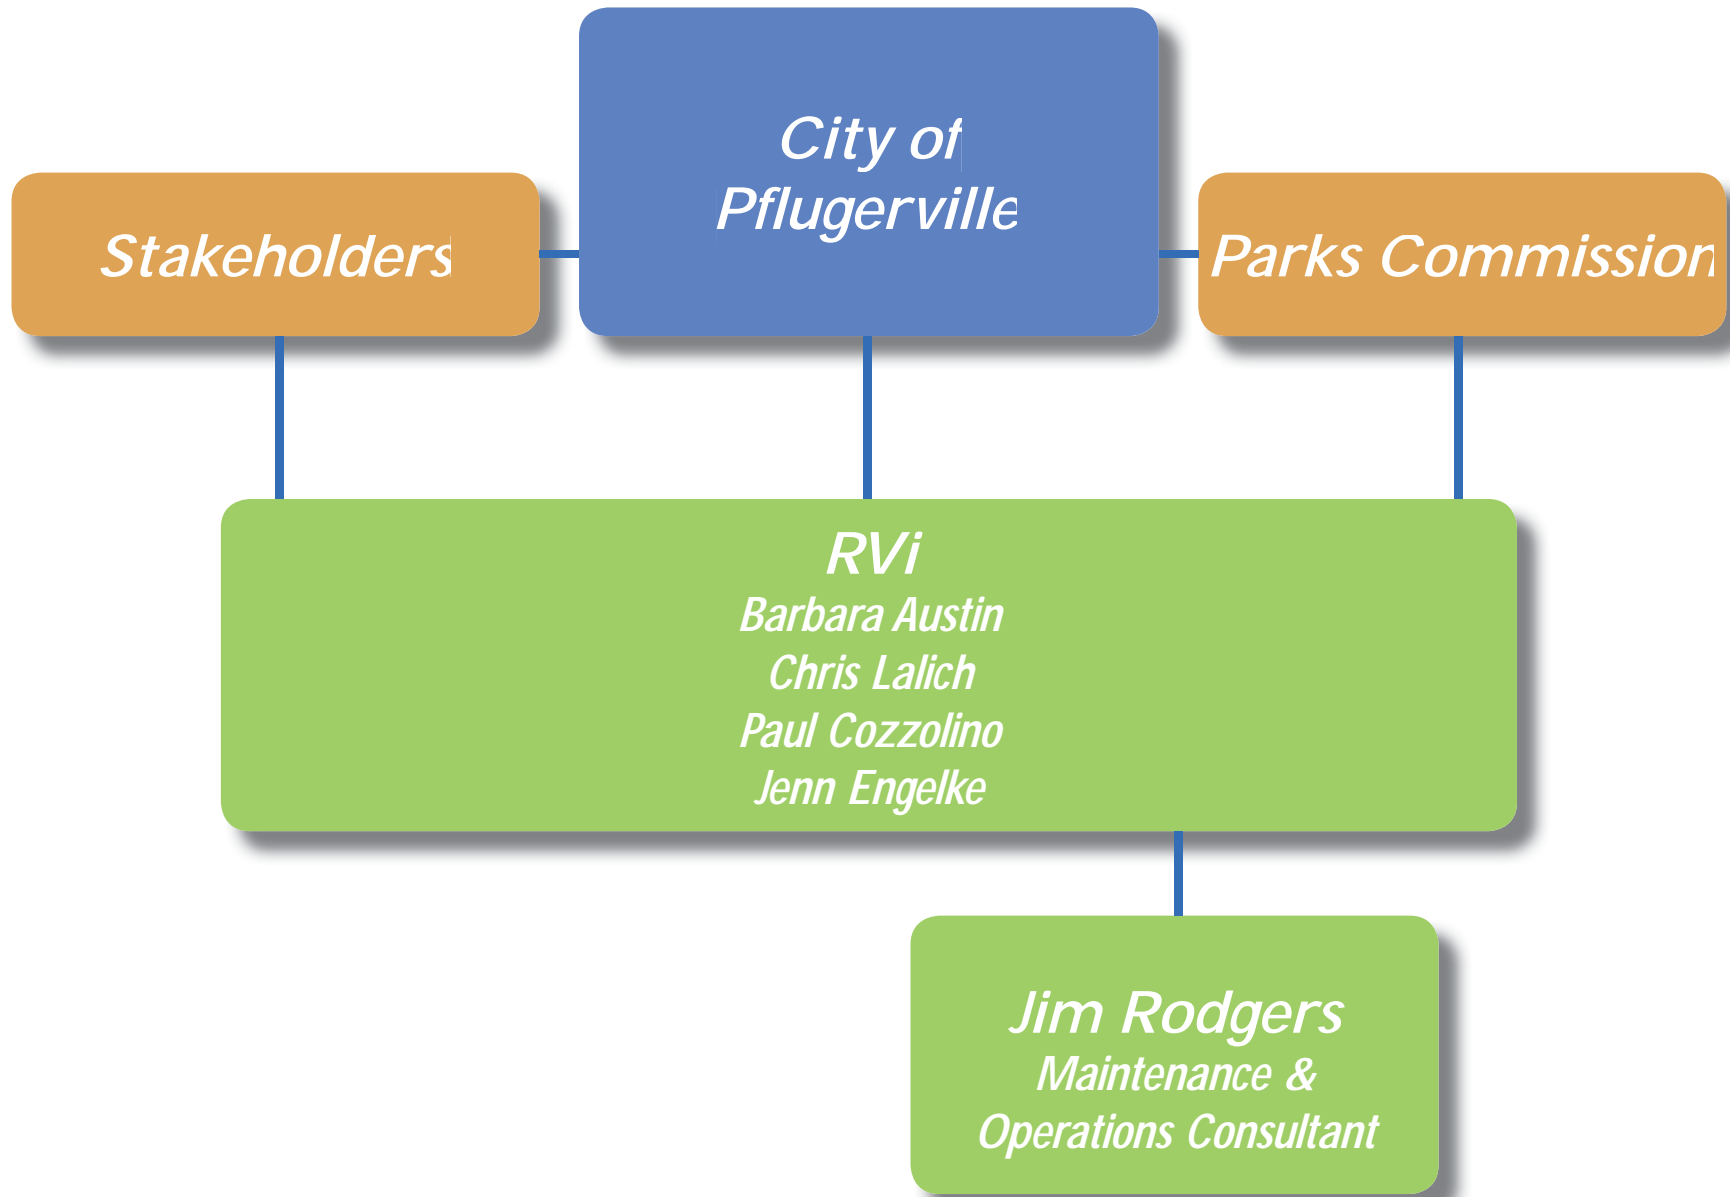 City of
Pflugerville
Stakeholders
Parks Commission
RVi
Barbara Austin
Chris Lalich
Paul Cozzolino
Jenn Engelke
Jim Rodgers
Maintenance &
Operations Consultant